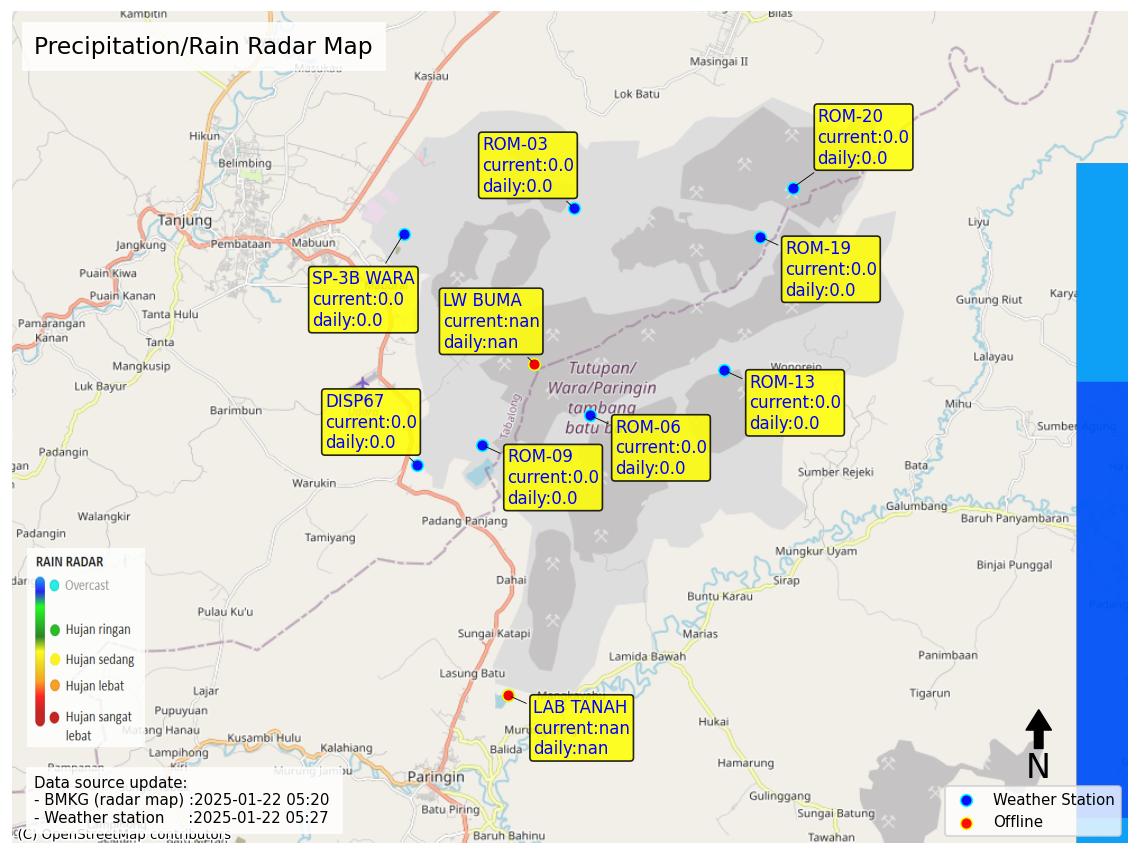 Precipitation/Rain Radar Map
Kambitin
Bilas
Masingai II
Kasiau
Lok Batu
Hikun
Belimbing
Tanjung
Jangkung
Pembataan
Mabuun
Liyu
Puain Kiwa
Puain Kanan
Tanta Hulu
Pamarangan
Kanan
Tanta
Mangkusip
Luk Bayur
Barimbun
Gunung Riut
Karya
Lalayau
Mihu
ROM-20
current:0.0
daily:0.0
ROM-03
current:0.0
daily:0.0
ROM-19
current:0.0
daily:0.0
SP-3B WARA
current:0.0
daily:0.0
LW BUMA
current:nan
daily:nan
Tutupan/
Wara/Paringin
tambang
batu
Tabalong
Wonorejo
ROM-13
current:0.0
daily:0.0
DISP67
current:0.0
daily:0.0
ROM-06
current:0.0
daily:0.0
ROM-09
current:0.0
daily:0.0
Sumber Agung
Bata
Sumber Rejeki
Warukin
Galumbang
Baruh Panyambaran
Walangkir
Padangin
Padang Panjang
Tamiyang
Mungkur Uyam
Binjai Punggal
Dahai
Sirap
Buntu Karau
Pulau Ku'u
Sungai Katapi
Marias
Lamida Bawah
Panimbaan
Lasung Batu
Tigarun
Lajar
Pupuyuan
Matang Hanau
Kusambi Hulu
Kalahiang
Lampihong
Murung Jambu
Hukai
Balida
Hamarung
Paringin
Batu Piring
Gulinggang
Sungai Batung
Baruh Bahinu
Tawahan
LAB TANAH
current:nan
daily:nan
RAIN RADAR
Overcast
Hujan ringan
Hujan sedang
Hujan lebat
Hujan sangat
lebat
N
Data source update:
- BMKG (radar map) :2025-01-22 05:20
- Weather station :2025-01-22 05:27
(C) OpenStreetMap contributors
Weather Station
Offline